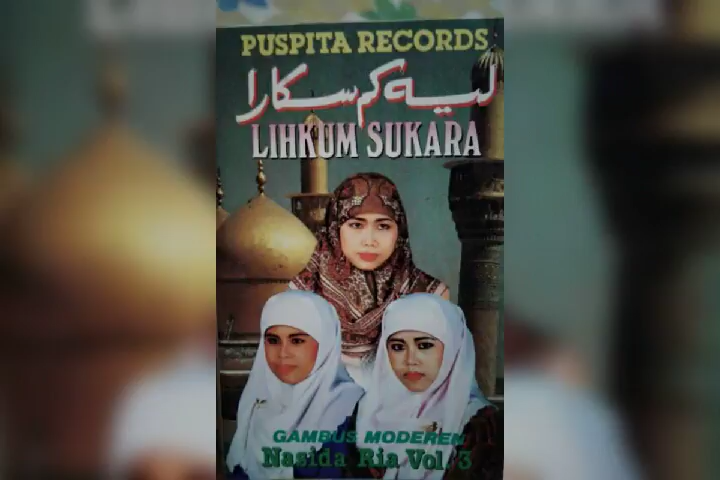 PUSPITA RECORDS
ليه كم سكارا
LIHKUM SUKARA
GAMBUS MODEREN
Nasida Ria Vol. 3